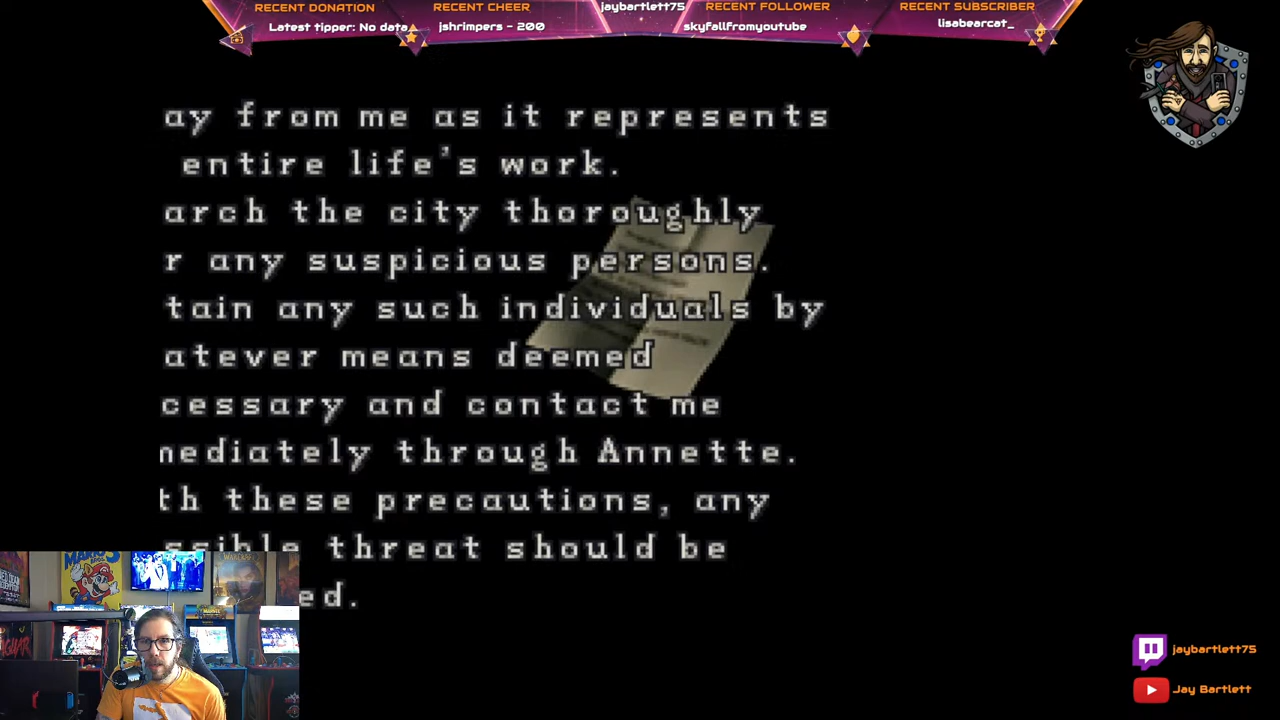 RECENT DONATION
Latest tipper: No data
RECENT CHEER
jshrimpers - 200
jaybartlett75
RECENT FOLLOWER
skyfallfromyoutube
RECENT SUBSCRIBER
lisabearcat_
ay from me as it represents
entire life's work.
arch the city thoroughly
r any suspicious persons.
tain any such individuals by
atever means deemed
cessary and contact me
mediately through Annette.
th these precautions, any
ssible threat should be
ed.
jaybartlett75
Jay Bartlett